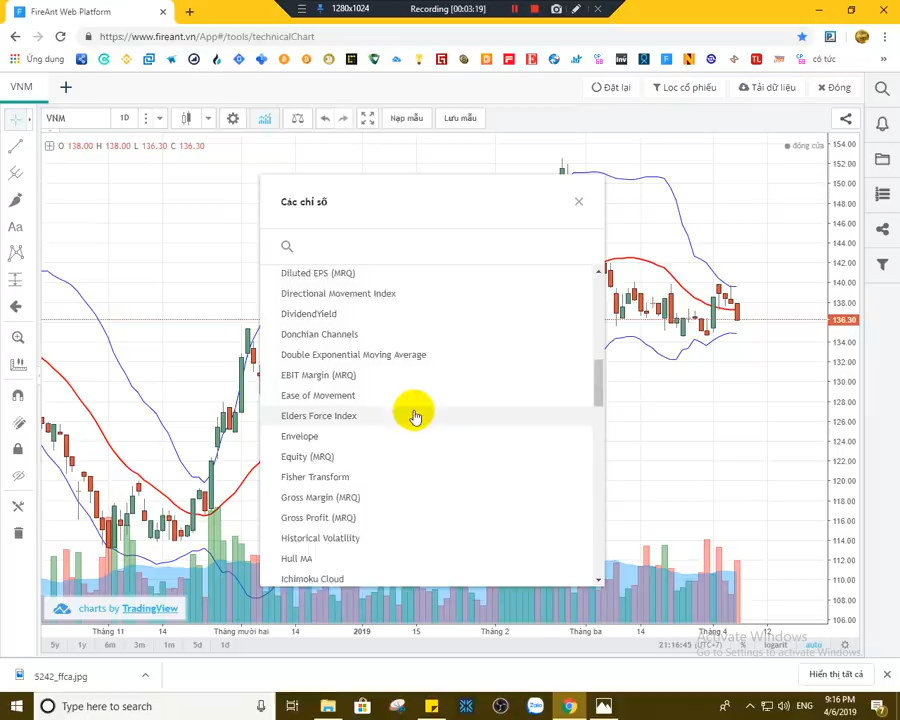 FireAnt Web Platform
1280x1024
Recording [00:03:19]
https://www.fireant.vn/App#/tools/technicalChart
Ứng dụng
cổ tức
VNM
Đặt lại
Lọc cổ phiếu
Tải dữ liệu
Đóng
VNM
1D
Nạp mẫu
Lưu mẫu
O 138.00 H 138.00 L 136.30 C 136.30
đóng cửa
Aa
Các chỉ số
Diluted EPS (MRQ)
Directional Movement Index
DividendYield
Donchian Channels
Double Exponential Moving Average
EBIT Margin (MRQ)
Ease of Movement
Elders Force Index
Envelope
Equity (MRQ)
Fisher Transform
Gross Margin (MRQ)
Gross Profit (MRQ)
Historical Volatility
Hull MA
Ichimoku Cloud
154.00
152.00
150.00
148.00
146.00
144.00
142.00
140.00
138.00
136.30
134.00
132.00
130.00
128.00
126.00
124.00
122.00
120.00
118.00
116.00
114.00
112.00
110.00
108.00
106.00
charts by TradingView
Tháng 11
14
Tháng mười hai
14
2019
15
Tháng 2
Tháng ba
14
Tháng 4
12
5y
1y
6m
3m
1m
5d
1d
21:16:45 (UTC+7)
%
logarit
auto
Activate Windows
Go to Settings to activate Windows.
5242_ffca.jpg
Hiển thị tất cả
Type here to search
Zalo
ENG
9:16 PM
4/6/2019
7